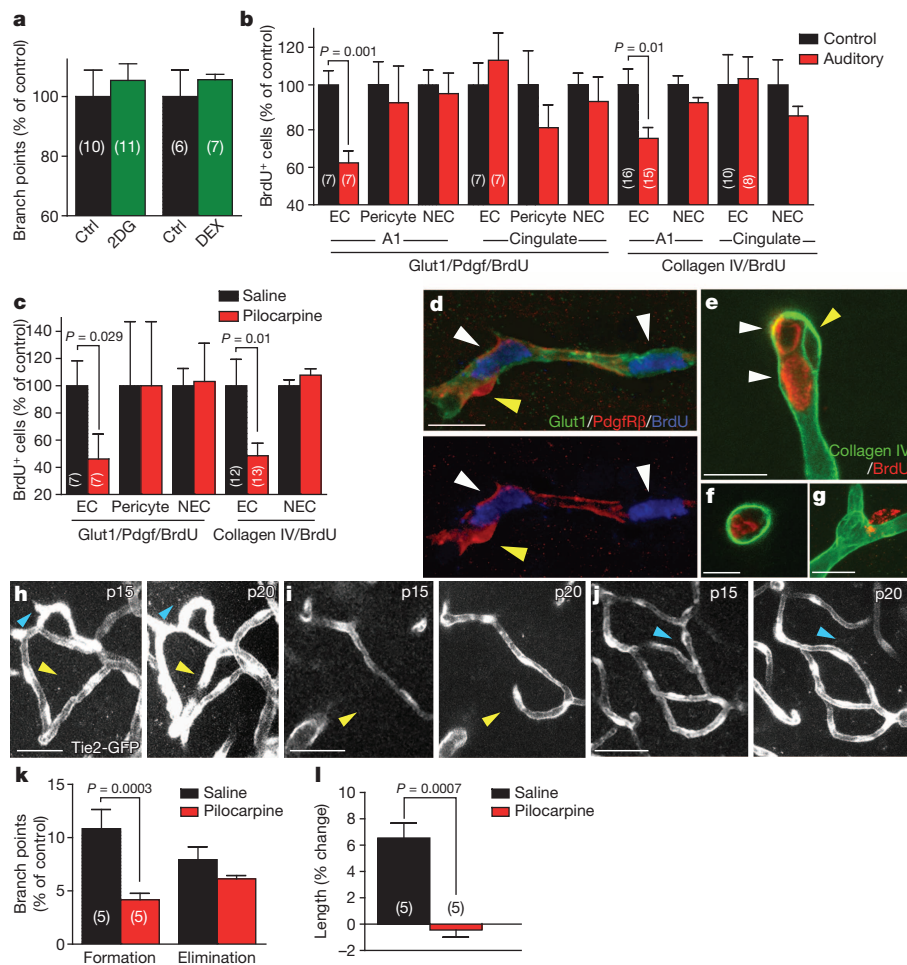 a
Branch points (% of control)
100
60
(10)
(11)
(6)
(7)
Ctrl
2DG
Ctrl
DEX
b
BrdU⁺ cells (% of control)
120
100
80
60
40
Control
Auditory
P = 0.001
P = 0.01
(7)
(7)
(7)
(7)
(16)
(15)
(10)
(8)
EC Pericyte NEC EC Pericyte NEC EC NEC EC NEC
A1 Cingulate A1 Cingulate
Glut1/Pdgf/BrdU Collagen IV/BrdU
c
Saline
Pilocarpine
BrdU⁺ cells (% of control)
140
120
100
80
60
40
20
P = 0.029
P = 0.01
(7)
(7)
(12)
(13)
EC Pericyte NEC EC NEC
Glut1/Pdgf/BrdU Collagen IV/BrdU
d
Glut1/PdgfRβ/BrdU
e
Collagen IV
/BrdU
f
g
h
p15
p20
Tie2-GFP
i
p15
p20
j
p15
p20
k
Branch points
(% of control)
15
10
5
0
P = 0.0003
Saline
Pilocarpine
(5)
(5)
Formation Elimination
l
Length (% change)
8
6
4
2
0
−2
P = 0.0007
Saline
Pilocarpine
(5)
(5)